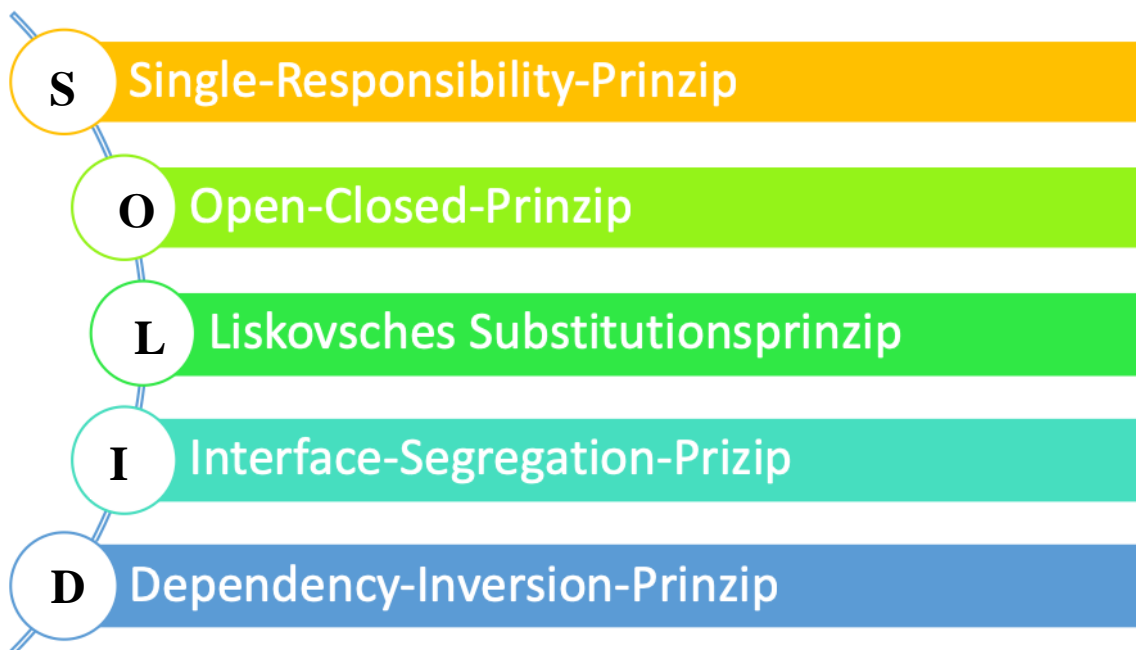 S Single-Responsibility-Prinzip
O Open-Closed-Prinzip
L Liskovsches Substitutionsprinzip
I Interface-Segregation-Prizip
D Dependency-Inversion-Prinzip